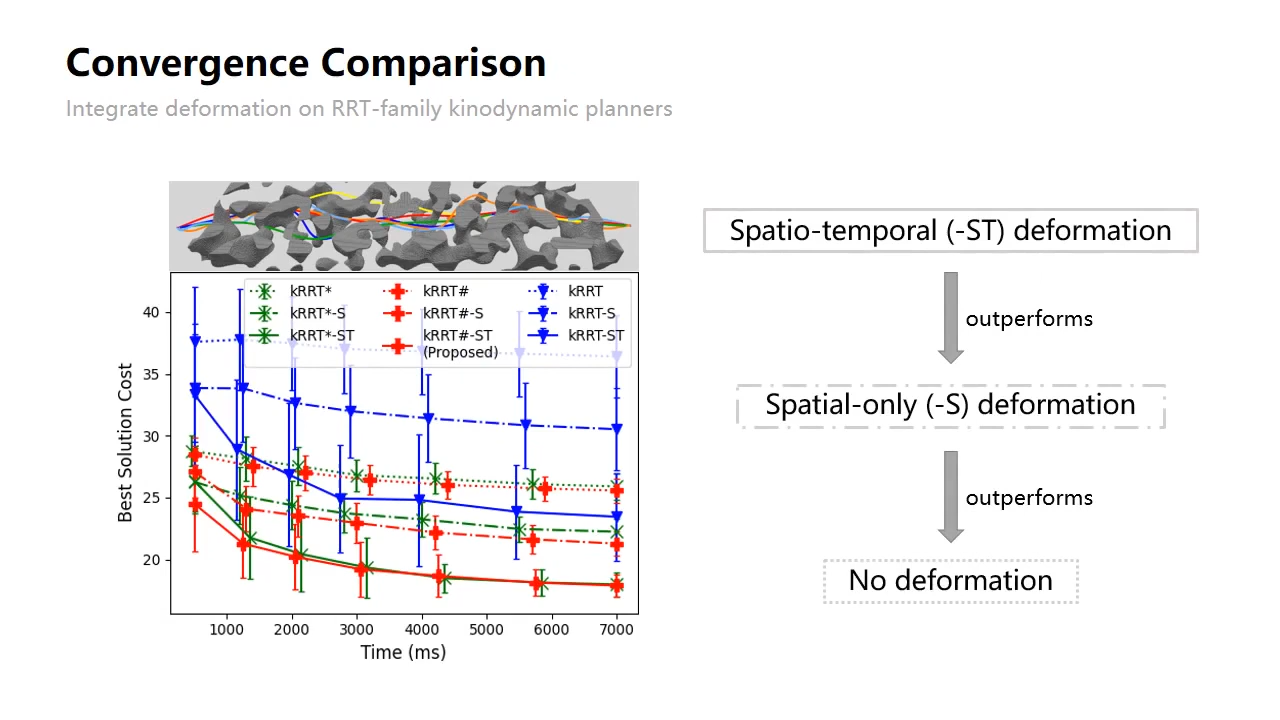 Convergence Comparison
Integrate deformation on RRT-family kinodynamic planners
kRRT*
kRRT*-S
kRRT*-ST
kRRT#
kRRT#-S
kRRT#-ST
(Proposed)
kRRT
kRRT-S
kRRT-ST
Best Solution Cost
40
35
30
25
20
1000 2000 3000 4000 5000 6000 7000
Time (ms)
Spatio-temporal (-ST) deformation
outperforms
Spatial-only (-S) deformation
outperforms
No deformation